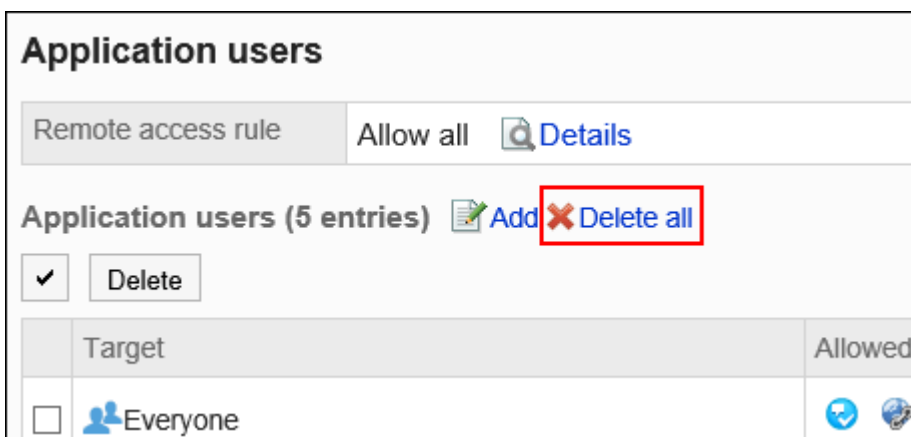 Application users
Remote access rule Allow all Details
Application users (5 entries) Add Delete all
Delete
Target Allowed
Everyone